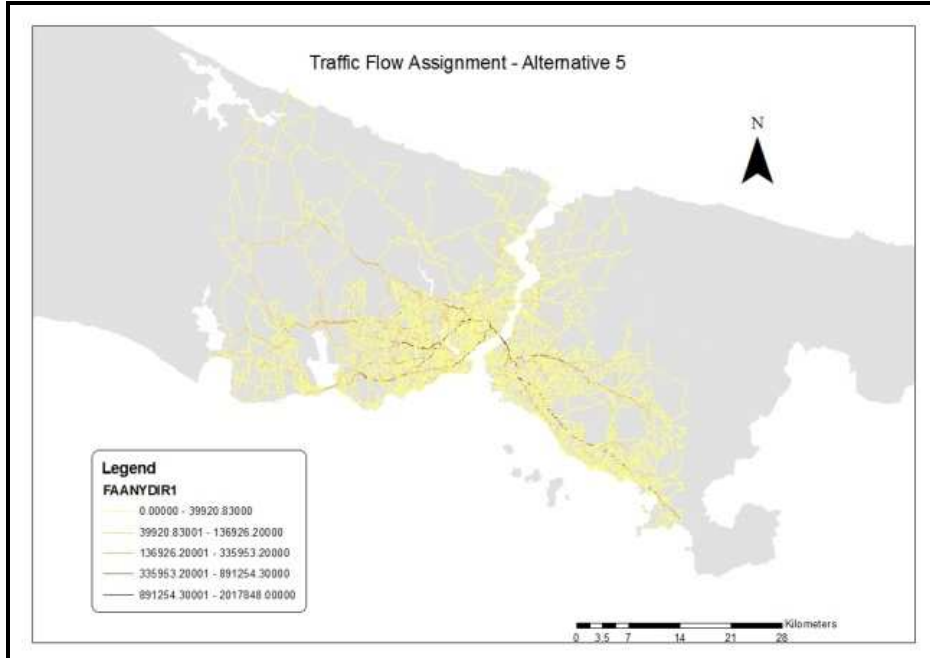 Traffic Flow Assignment - Alternative 5
N
Legend
FAANYDIR1
0.00000 - 39920.83000
39920.83001 - 136926.20000
136926.20001 - 335953.20000
335953.20001 - 891254.30000
891254.30001 - 2017848.00000
Kilometers
0 3.5 7 14 21 28